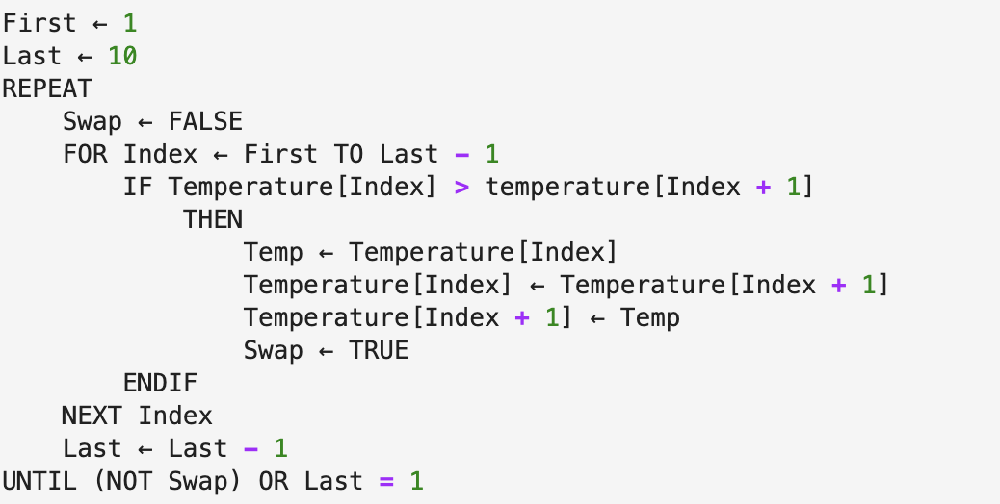 First ← 1
Last ← 10
REPEAT
    Swap ← FALSE
    FOR Index ← First TO Last - 1
        IF Temperature[Index] > temperature[Index + 1]
            THEN
                Temp ← Temperature[Index]
                Temperature[Index] ← Temperature[Index + 1]
                Temperature[Index + 1] ← Temp
                Swap ← TRUE
        ENDIF
    NEXT Index
    Last ← Last - 1
UNTIL (NOT Swap) OR Last = 1